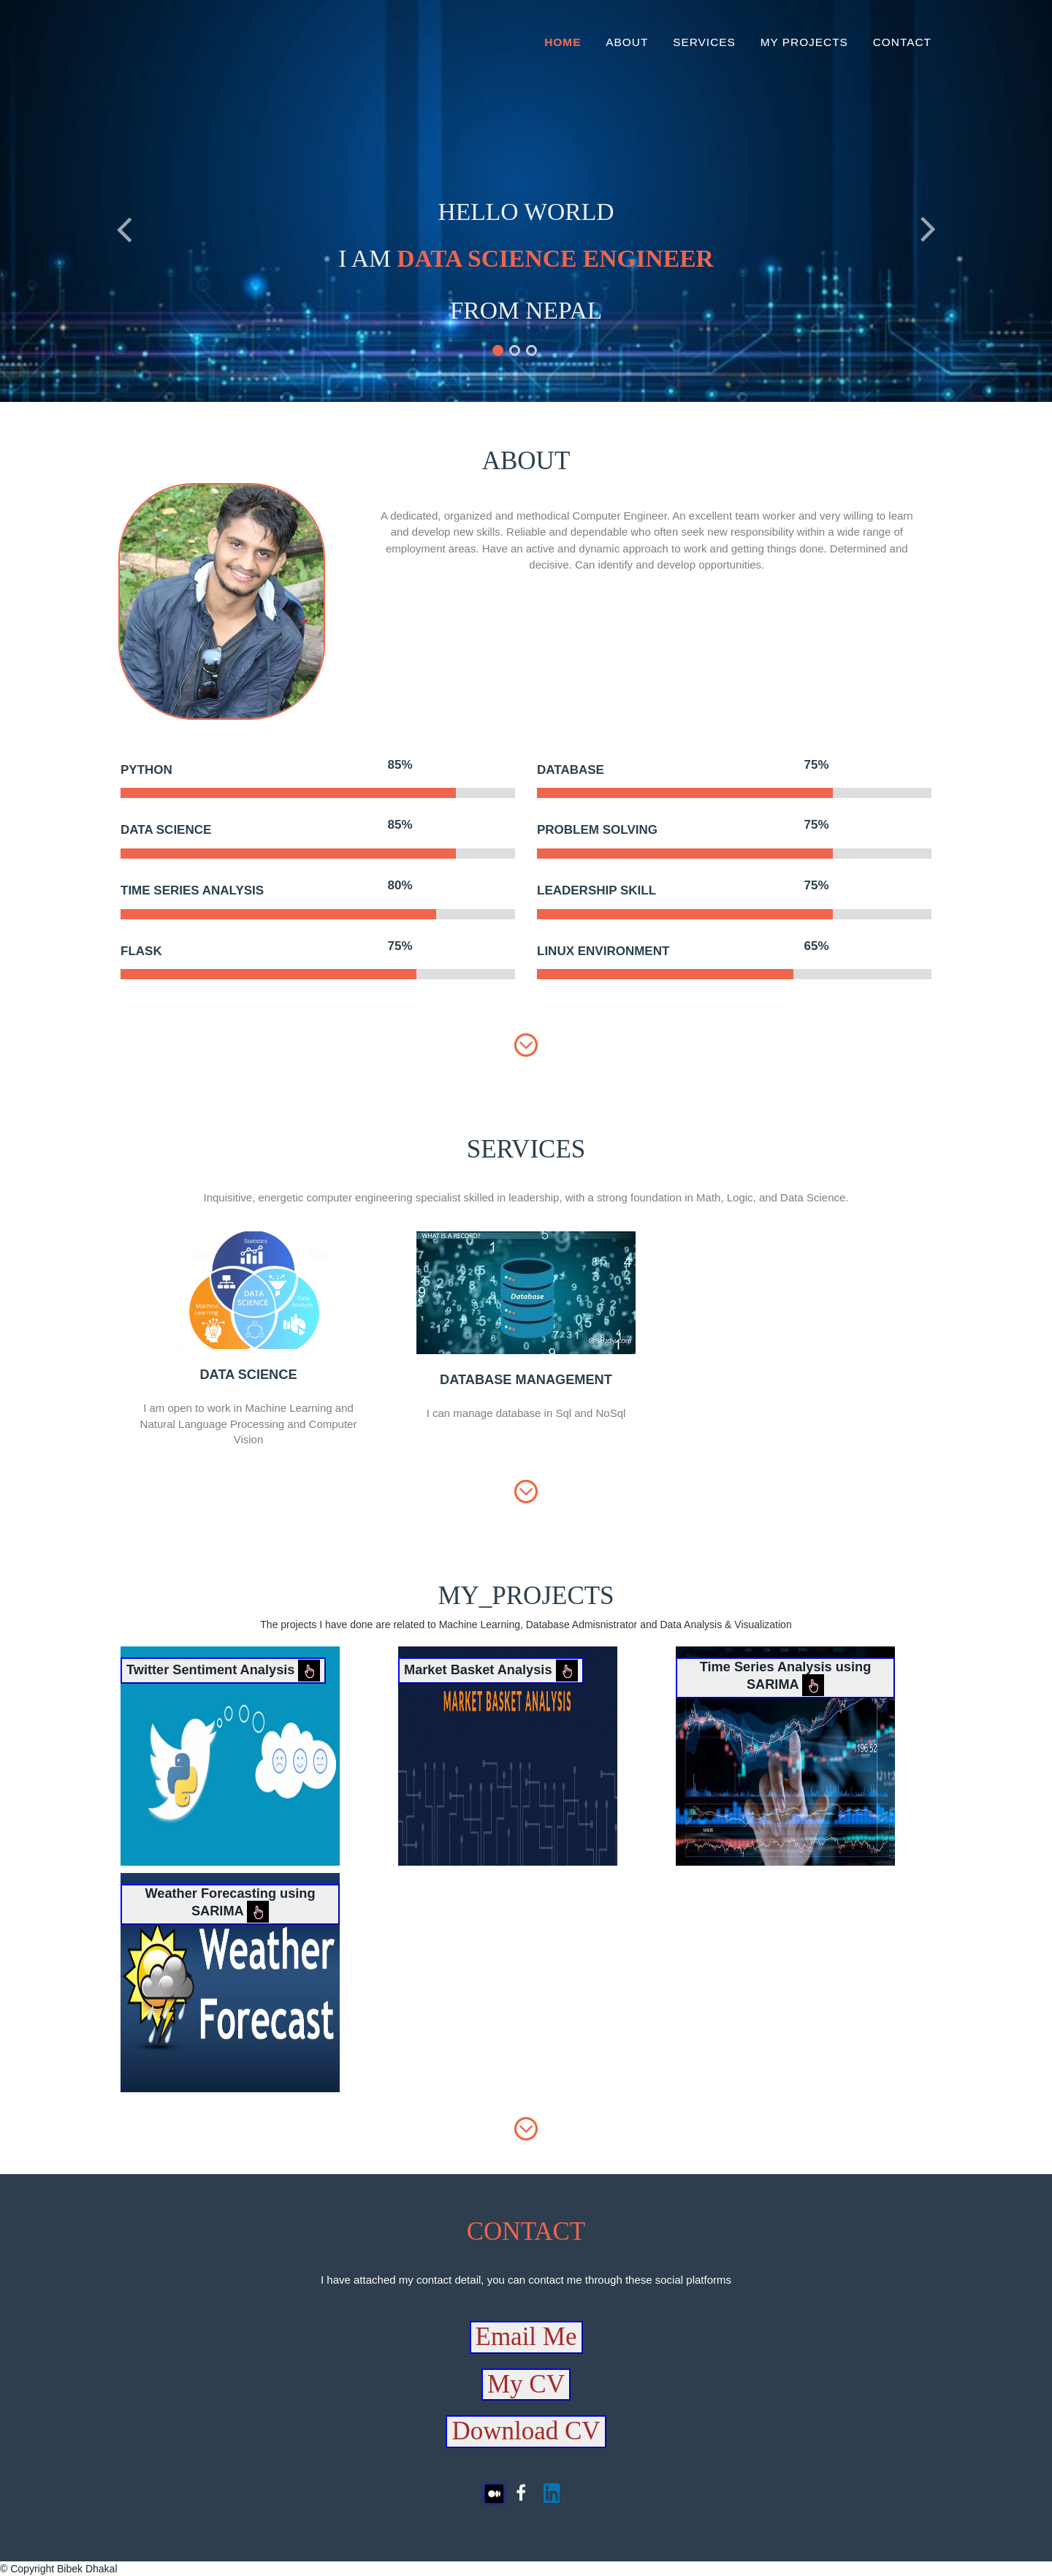 HOME ABOUT SERVICES MY PROJECTS CONTACT
HELLO WORLD
I AM DATA SCIENCE ENGINEER
FROM NEPAL
ABOUT
A dedicated, organized and methodical Computer Engineer. An excellent team worker and very willing to learn
and develop new skills. Reliable and dependable who often seek new responsibility within a wide range of
employment areas. Have an active and dynamic approach to work and getting things done. Determined and
decisive. Can identify and develop opportunities.
PYTHON 85%
DATABASE 75%
DATA SCIENCE 85%
PROBLEM SOLVING 75%
TIME SERIES ANALYSIS 80%
LEADERSHIP SKILL 75%
FLASK 75%
LINUX ENVIRONMENT 65%
SERVICES
Inquisitive, energetic computer engineering specialist skilled in leadership, with a strong foundation in Math, Logic, and Data Science.
Statistics
DATA
SCIENCE
Machine
Learning
Data
Analysis
WHAT IS A RECORD?
Database
Study.com
DATA SCIENCE
I am open to work in Machine Learning and
Natural Language Processing and Computer
Vision
DATABASE MANAGEMENT
I can manage database in Sql and NoSql
MY_PROJECTS
The projects I have done are related to Machine Learning, Database Admisnistrator and Data Analysis & Visualization
Twitter Sentiment Analysis
Market Basket Analysis
MARKET BASKET ANALYSIS
Time Series Analysis using
SARIMA
196.52
Weather Forecasting using
SARIMA
Weather
Forecast
CONTACT
I have attached my contact detail, you can contact me through these social platforms
Email Me
My CV
Download CV
© Copyright Bibek Dhakal